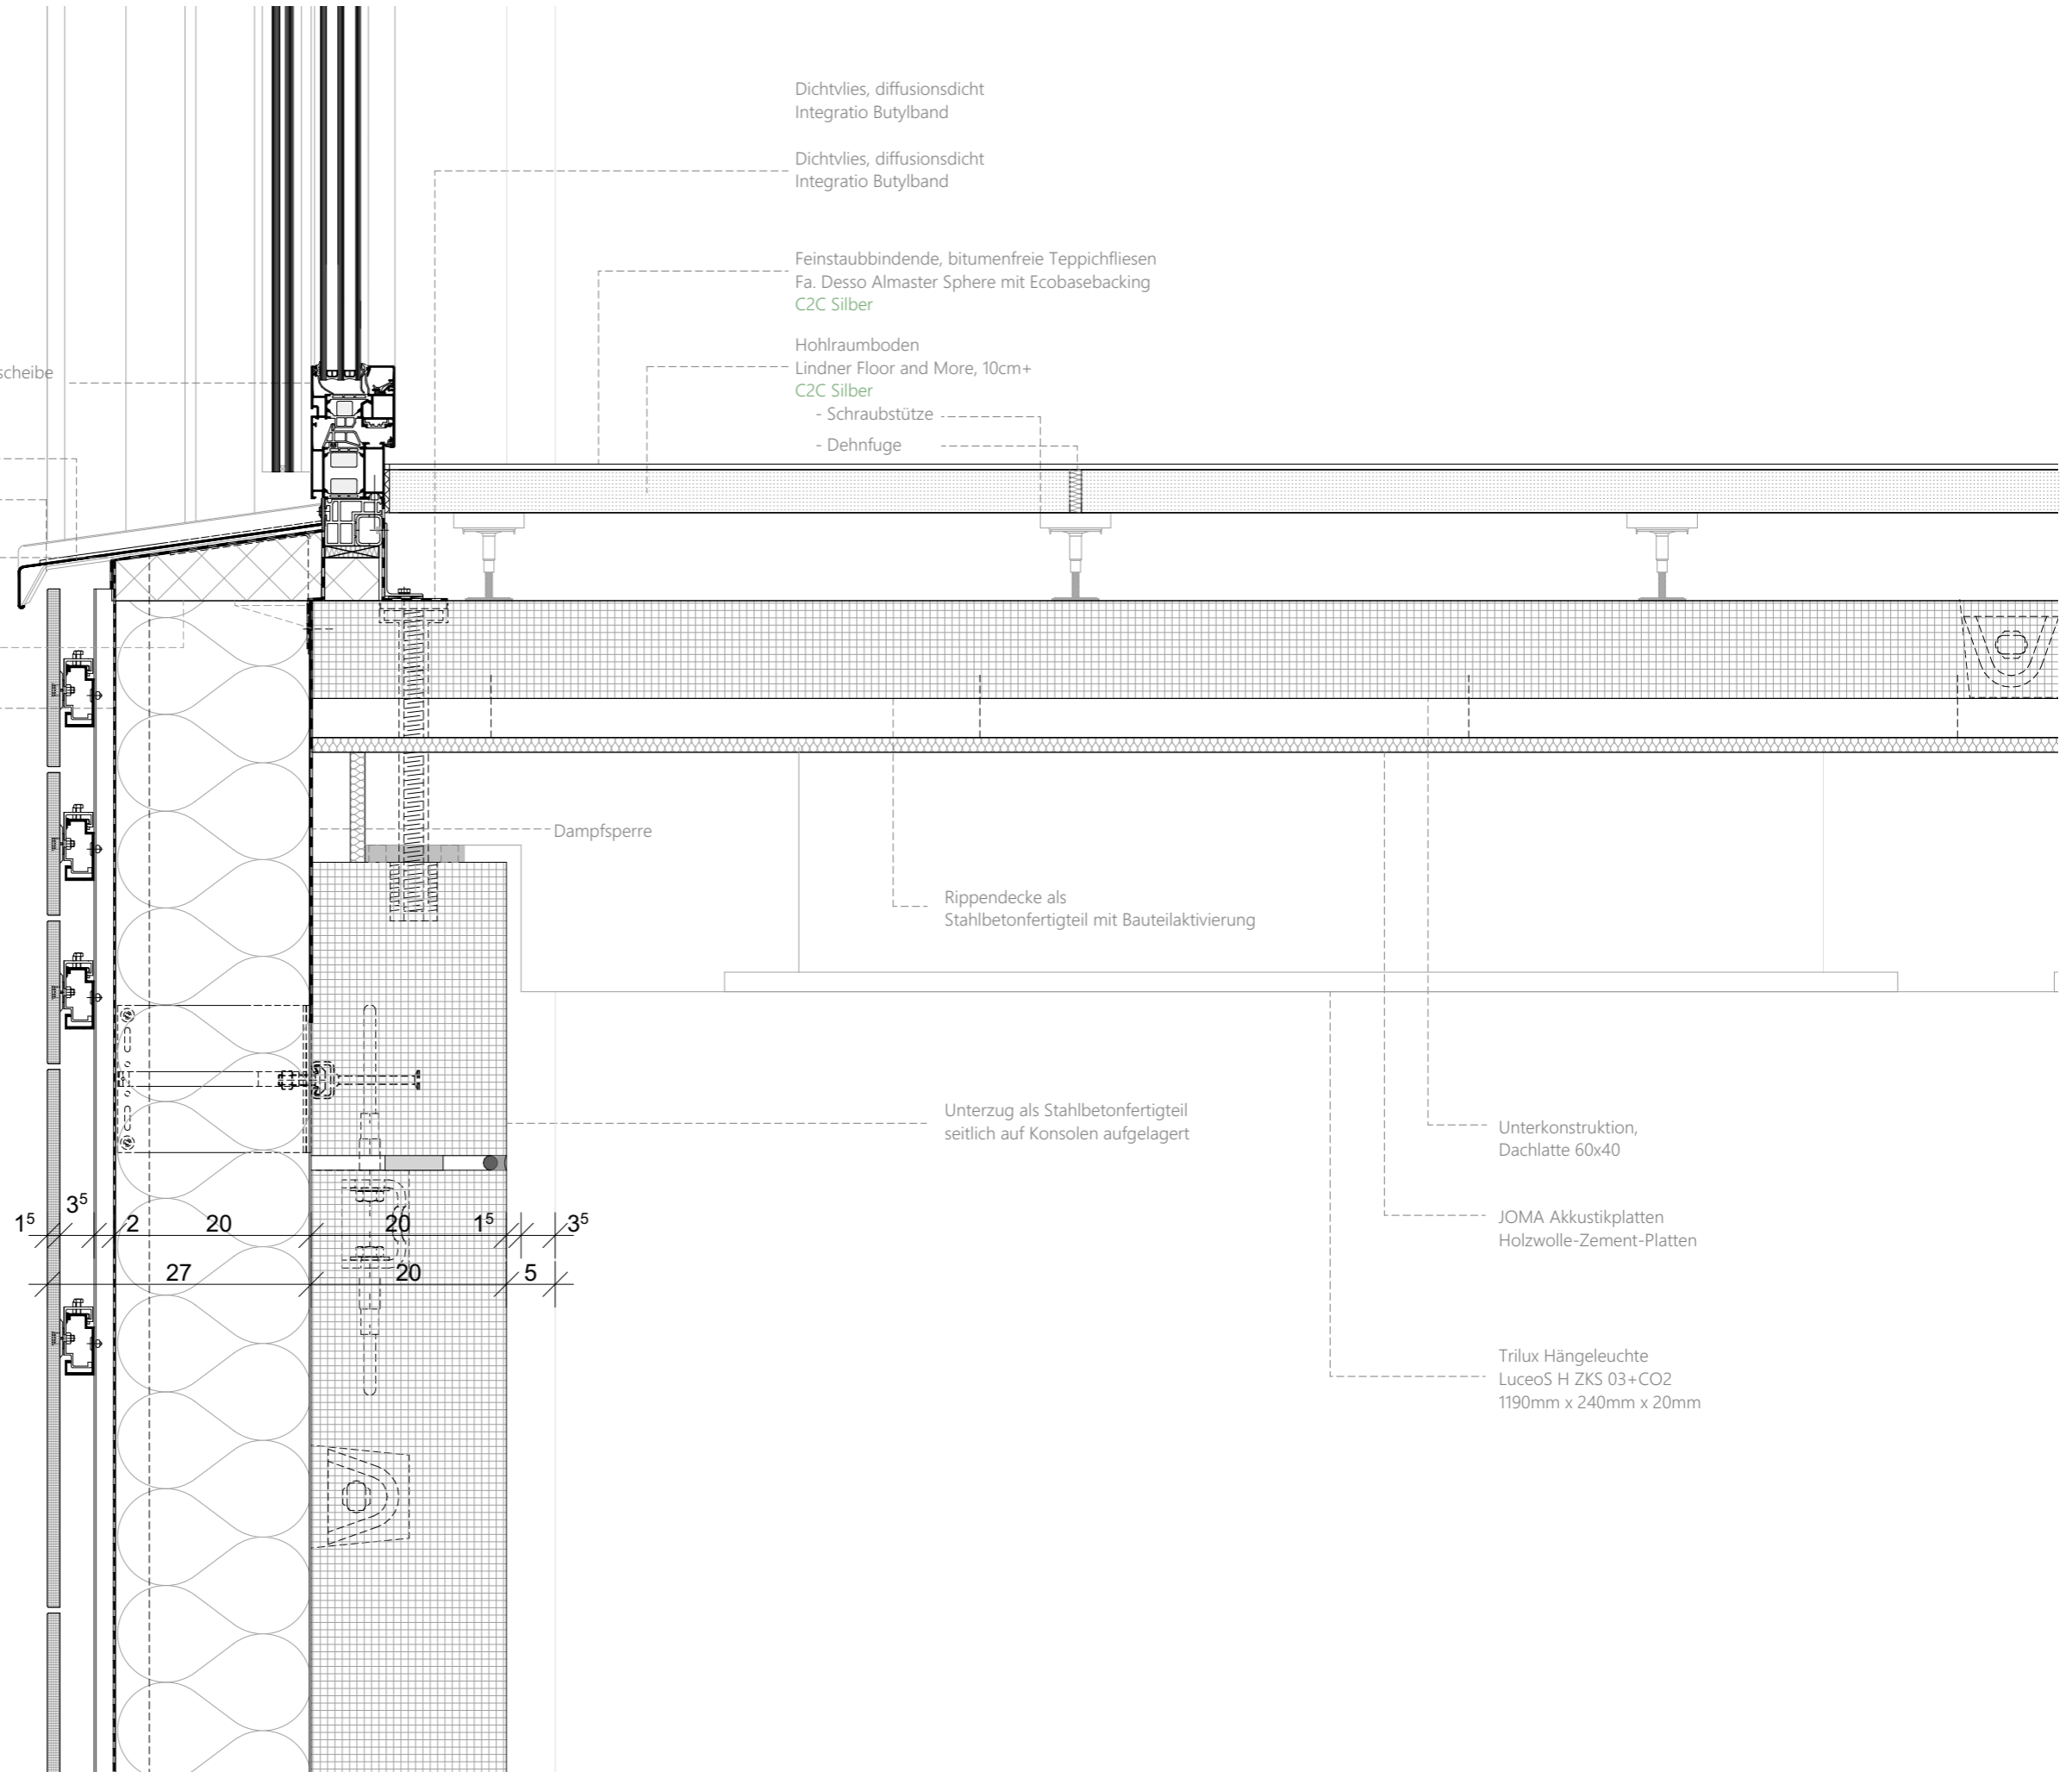 Dichtvlies, diffusionsdicht
Integratio Butylband
Dichtvlies, diffusionsdicht
Integratio Butylband
Feinstaubbindende, bitumenfreie Teppichfliesen
Fa. Desso Almaster Sphere mit Ecobasebacking
C2C Silber
Hohlraumboden
Lindner Floor and More, 10cm+
C2C Silber
- Schraubstütze
- Dehnfuge
scheibe
Dampfsperre
Rippendecke als
Stahlbetonfertigteil mit Bauteilaktivierung
Unterzug als Stahlbetonfertigteil
seitlich auf Konsolen aufgelagert
Unterkonstruktion,
Dachlatte 60x40
JOMA Akkustikplatten
Holzwolle-Zement-Platten
Trilux Hängeleuchte
LuceoS H ZKS 03+CO2
1190mm x 240mm x 20mm
1⁵ 3⁵ 2 20 20 1⁵ 3⁵
27 20 5